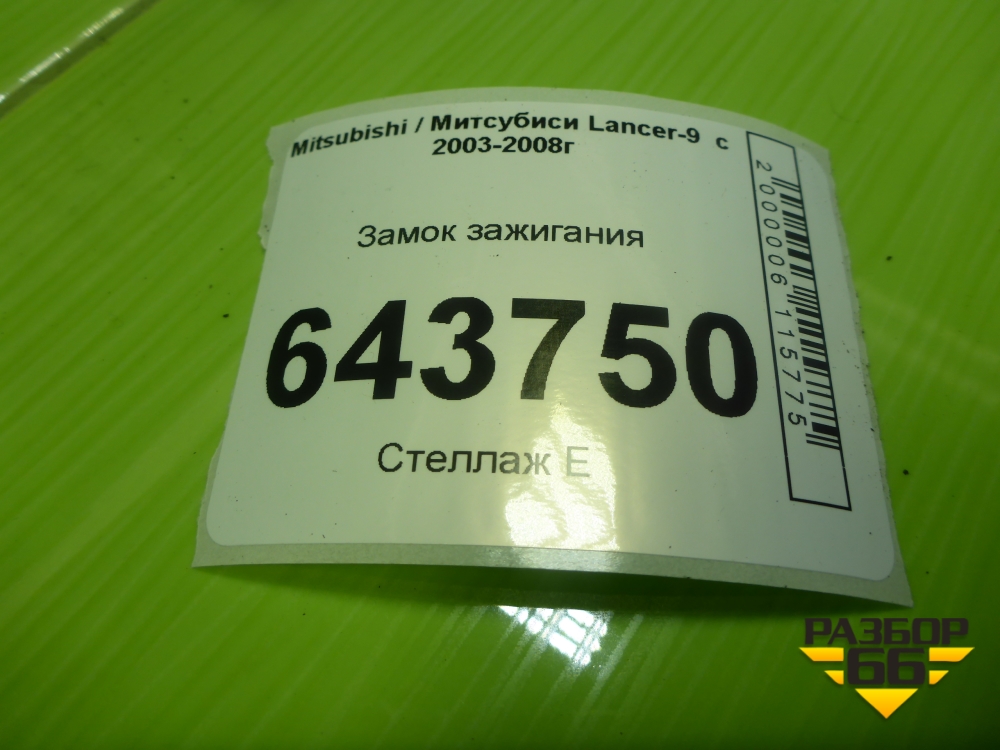 Mitsubishi / Митсубиси Lancer-9 с
2003-2008г
Замок зажигания
643750
Стеллаж Е
2000006115775
РАЗБОР
66